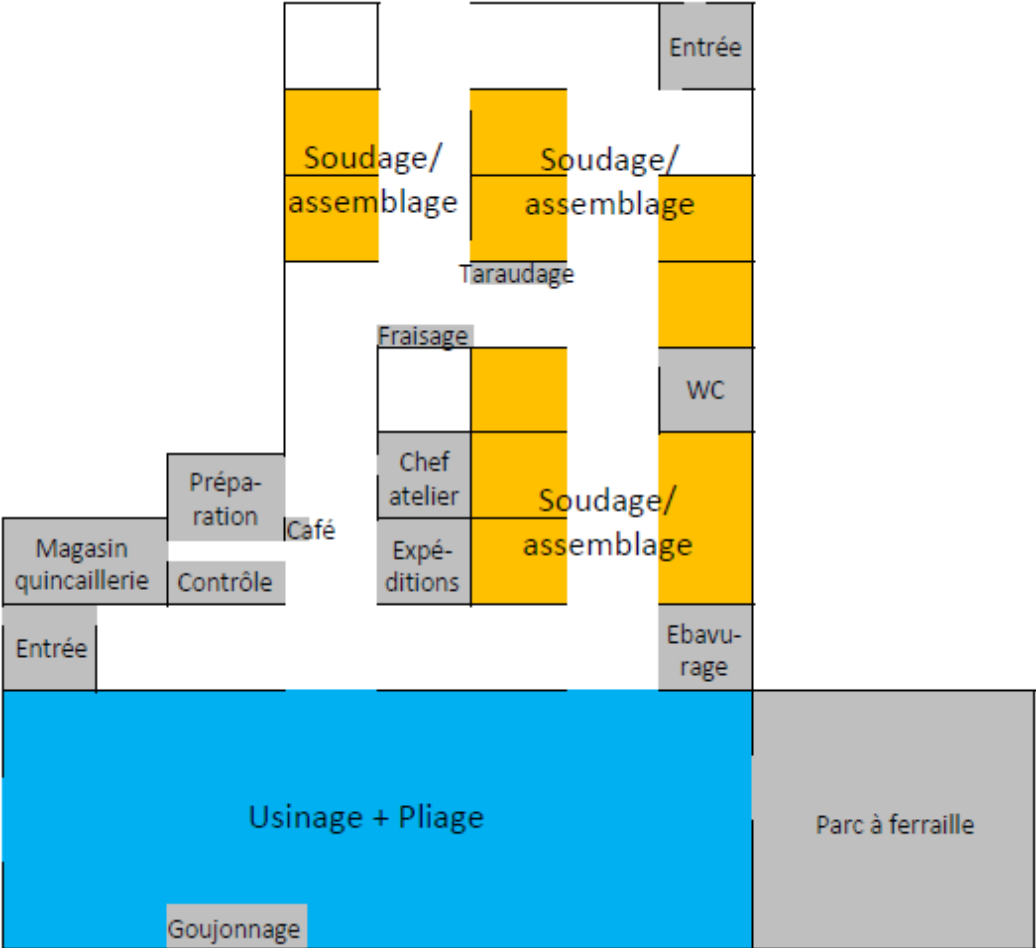 Entrée
Soudage/
assemblage
Soudage/
assemblage
Taraudage
Fraisage
WC
Chef
atelier
Prépa-
ration
Soudage/
assemblage
Café
Magasin
quincaillerie
Contrôle
Expé-
ditions
Entrée
Ebavu-
rage
Usinage + Pliage
Parc à ferraille
Goujonnage